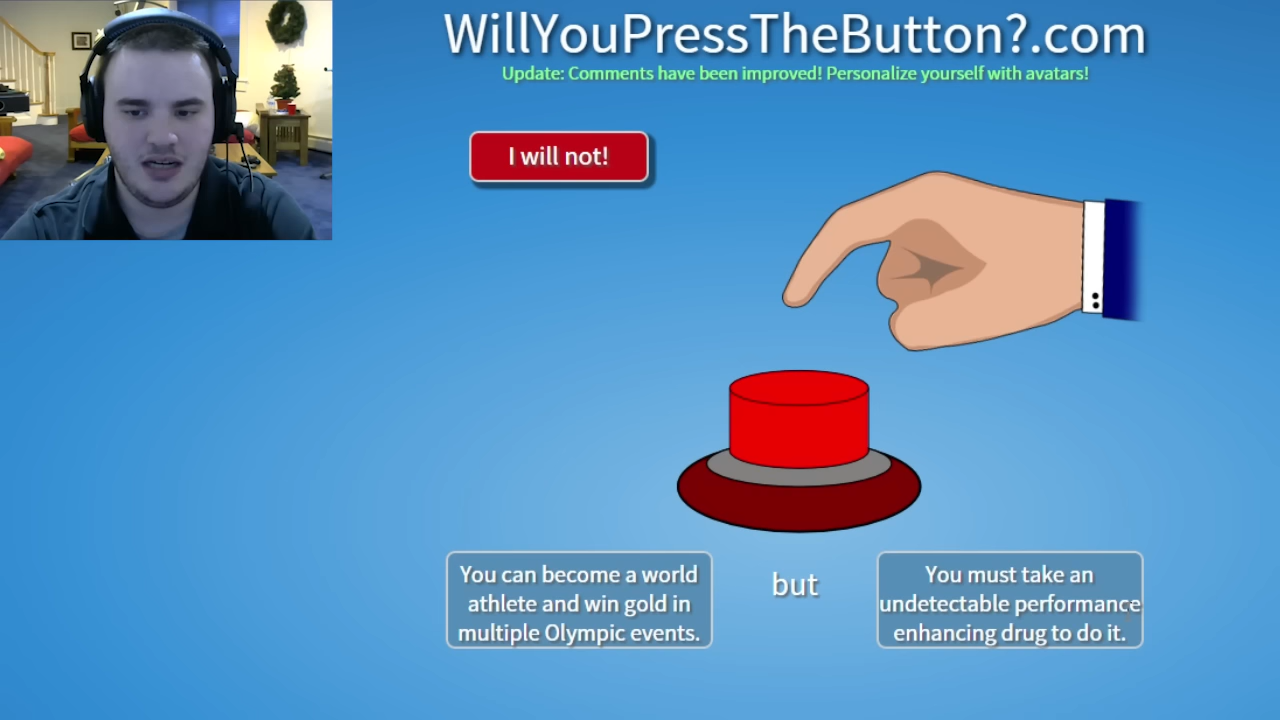 WillYouPressTheButton?.com
Update: Comments have been improved! Personalize yourself with avatars!
I will not!
You can become a world
athlete and win gold in
multiple Olympic events.
but
You must take an
undetectable performance
enhancing drug to do it.